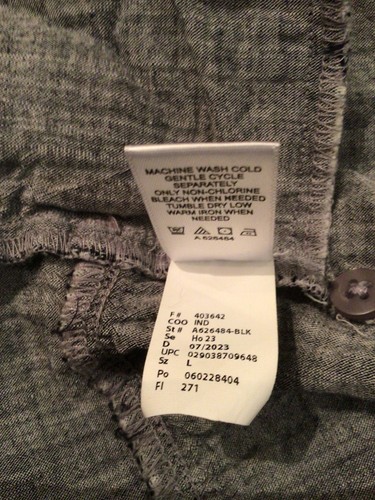 MACHINE WASH COLD
GENTLE CYCLE
SEPARATELY
ONLY NON-CHLORINE
BLEACH WHEN NEEDED
TUMBLE DRY LOW
WARM IRON WHEN
NEEDED
A 626484
F# 403642
COO IND
St # A626484-BLK
Se Ho 23
D 07/2023
UPC 029038709648
Sz L
Po 060228404
Fl 271